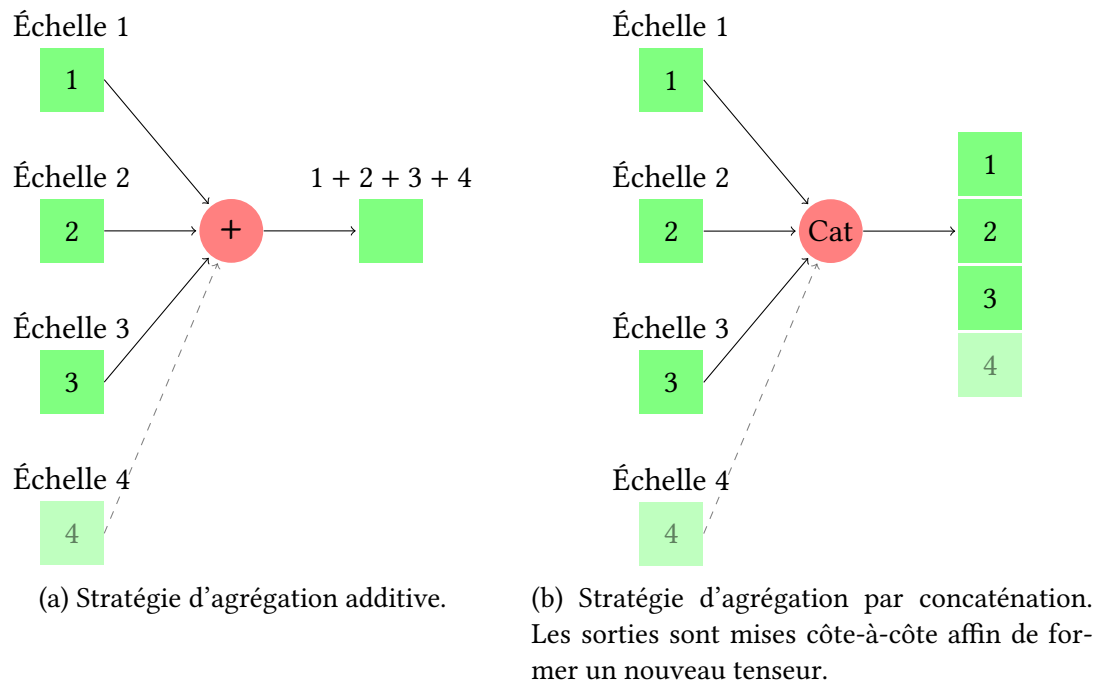 Échelle 1
1
Échelle 2
2
Échelle 3
3
Échelle 4
4
+
1 + 2 + 3 + 4
(a) Stratégie d'agrégation additive.
Échelle 1
1
Échelle 2
2
Échelle 3
3
Échelle 4
4
Cat
1
2
3
4
(b) Stratégie d'agrégation par concaténation.
Les sorties sont mises côte-à-côte affin de for-
mer un nouveau tenseur.